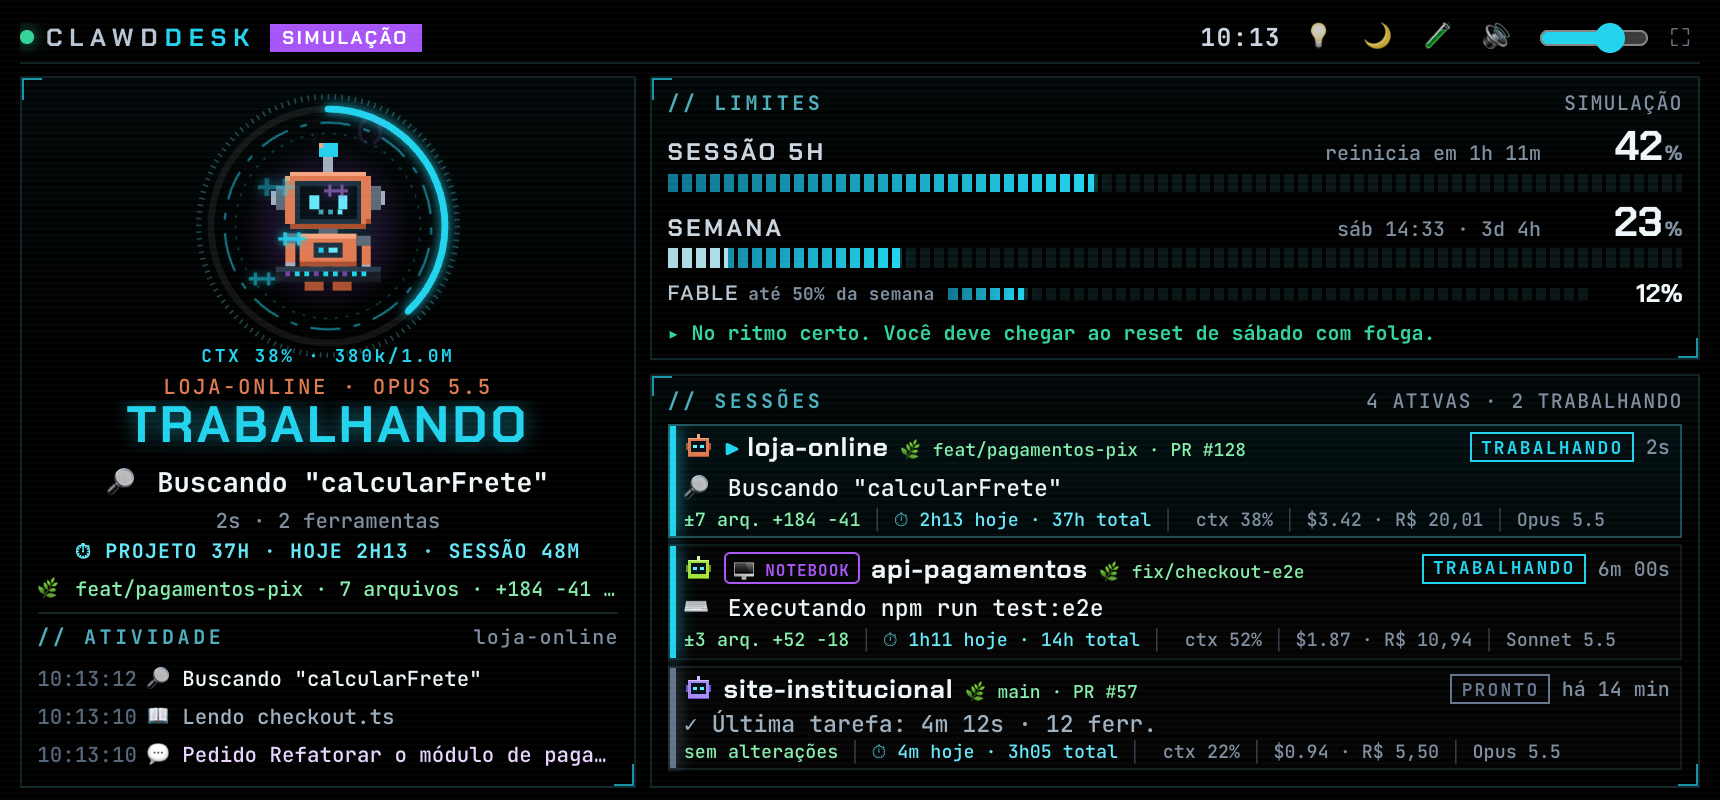 CLAWDDESK SIMULAÇÃO
10:13
CTX 38% · 380k/1.0M
LOJA-ONLINE · OPUS 5.5
TRABALHANDO
Buscando "calcularFrete"
2s · 2 ferramentas
⏱ PROJETO 37H · HOJE 2H13 · SESSÃO 48M
feat/pagamentos-pix · 7 arquivos · +184 -41 …
// ATIVIDADE loja-online
10:13:12 Buscando "calcularFrete"
10:13:10 Lendo checkout.ts
10:13:10 Pedido Refatorar o módulo de paga…
// LIMITES SIMULAÇÃO
SESSÃO 5H reinicia em 1h 11m 42%
SEMANA sáb 14:33 · 3d 4h 23%
FABLE até 50% da semana 12%
▸ No ritmo certo. Você deve chegar ao reset de sábado com folga.
// SESSÕES 4 ATIVAS · 2 TRABALHANDO
▶ loja-online feat/pagamentos-pix · PR #128 TRABALHANDO 2s
Buscando "calcularFrete"
±7 arq. +184 -41 | ⏱ 2h13 hoje · 37h total | ctx 38% | $3.42 · R$ 20,01 | Opus 5.5
NOTEBOOK api-pagamentos fix/checkout-e2e TRABALHANDO 6m 00s
Executando npm run test:e2e
±3 arq. +52 -18 | ⏱ 1h11 hoje · 14h total | ctx 52% | $1.87 · R$ 10,94 | Sonnet 5.5
site-institucional main · PR #57 PRONTO há 14 min
✓ Última tarefa: 4m 12s · 12 ferr.
sem alterações | ⏱ 4m hoje · 3h05 total | ctx 22% | $0.94 · R$ 5,50 | Opus 5.5